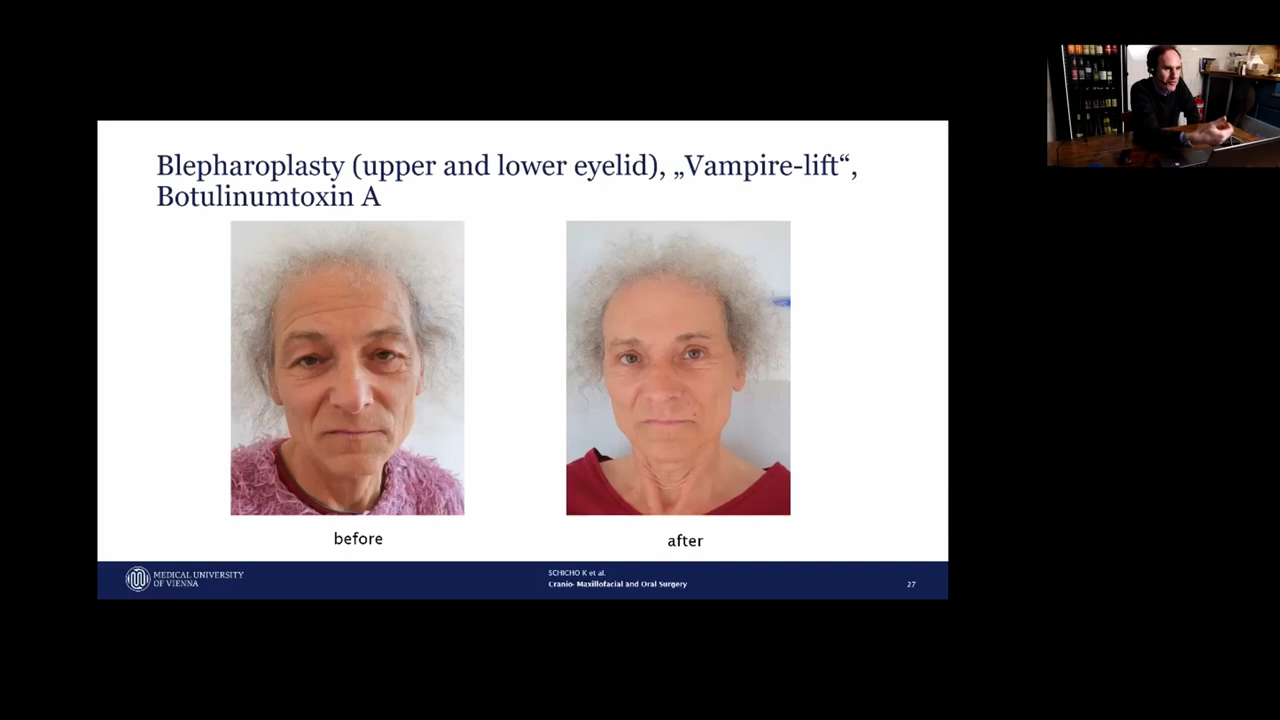 Blepharoplasty (upper and lower eyelid), „Vampire-lift“,
Botulinumtoxin A
before
after
MEDICAL UNIVERSITY
OF VIENNA
SCHICHO K et al.
Cranio- Maxillofacial and Oral Surgery
27